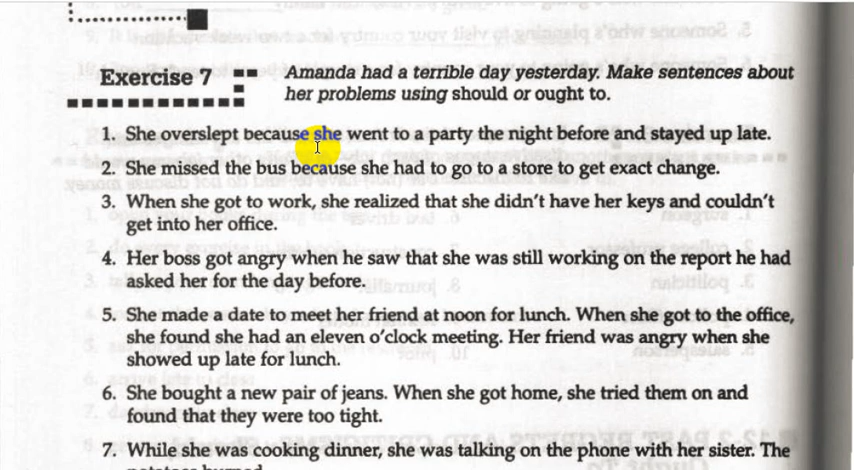 Exercise 7
Amanda had a terrible day yesterday. Make sentences about
her problems using should or ought to.
1. She overslept because she went to a party the night before and stayed up late.
2. She missed the bus because she had to go to a store to get exact change.
3. When she got to work, she realized that she didn't have her keys and couldn't
get into her office.
4. Her boss got angry when he saw that she was still working on the report he had
asked her for the day before.
5. She made a date to meet her friend at noon for lunch. When she got to the office,
she found she had an eleven o'clock meeting. Her friend was angry when she
showed up late for lunch.
6. She bought a new pair of jeans. When she got home, she tried them on and
found that they were too tight.
7. While she was cooking dinner, she was talking on the phone with her sister. The